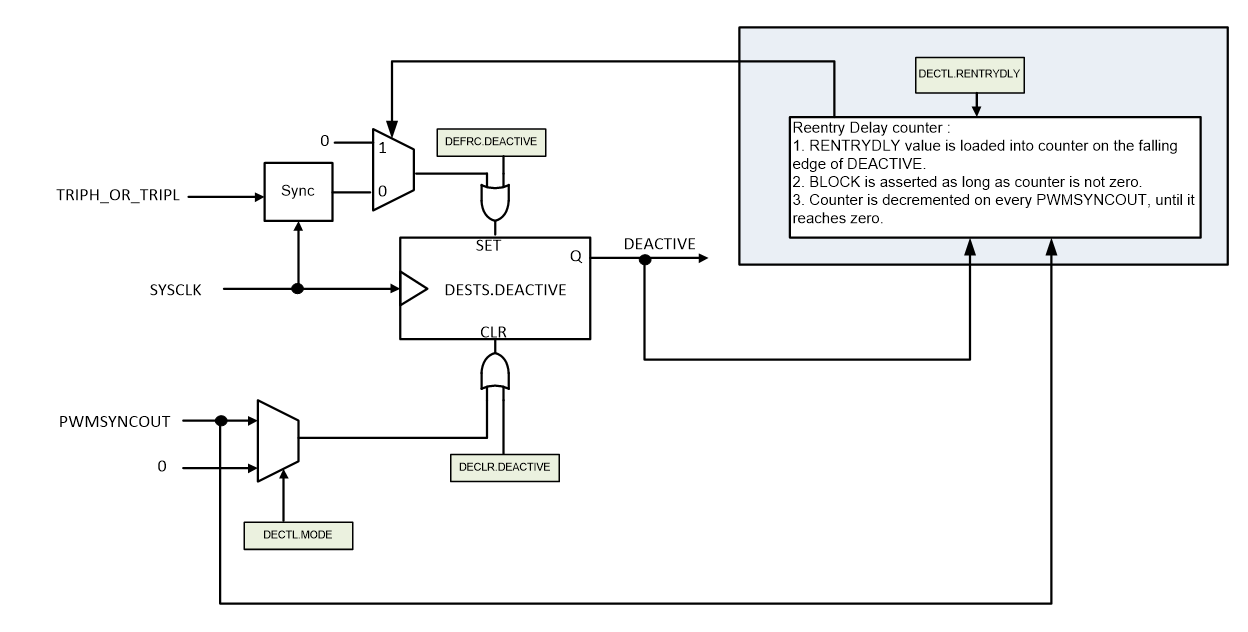 DECTL.RENTRYDLY
Reentry Delay counter :
1. RENTRYDLY value is loaded into counter on the falling
edge of DEACTIVE.
2. BLOCK is asserted as long as counter is not zero.
3. Counter is decremented on every PWMSYNCOUT, until it
reaches zero.
0
1
DEFRC.DEACTIVE
TRIPH_OR_TRIPL
Sync
0
SET
Q
DEACTIVE
SYSCLK
DESTS.DEACTIVE
CLR
PWMSYNCOUT
0
DECLR.DEACTIVE
DECTL.MODE